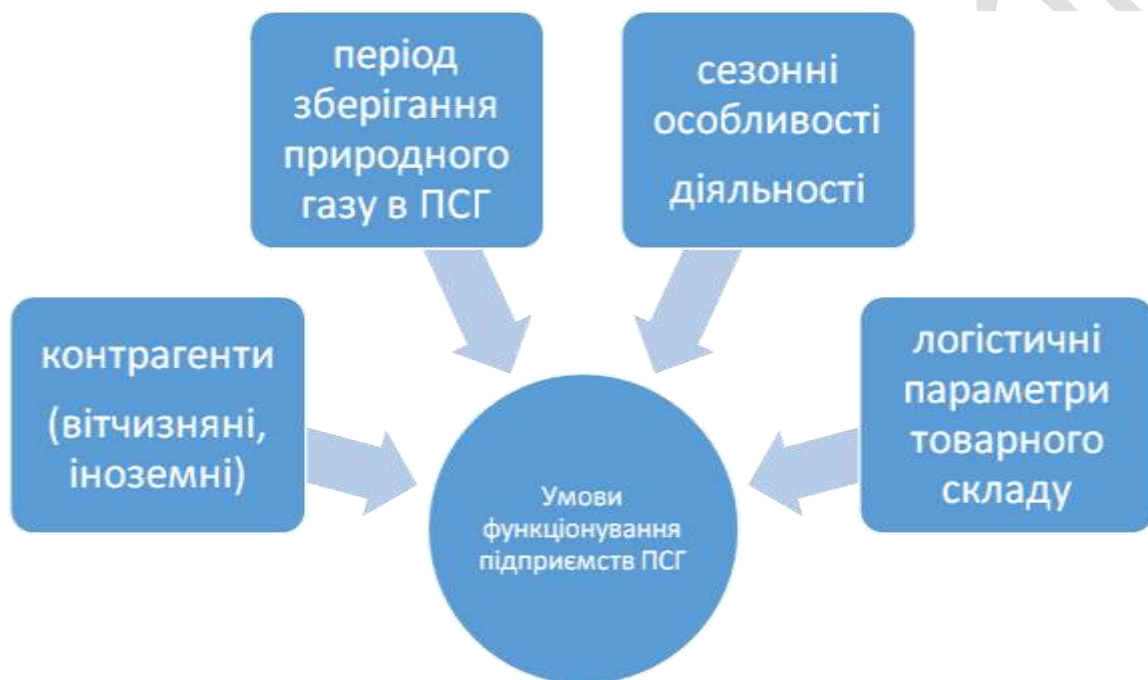 період
зберігання
природного
газу в ПСГ
сезонні
особливості
діяльності
контрагенти
(вітчизняні,
іноземні)
логістичні
параметри
товарного
складу
Умови
функціонування
підприємств ПСГ